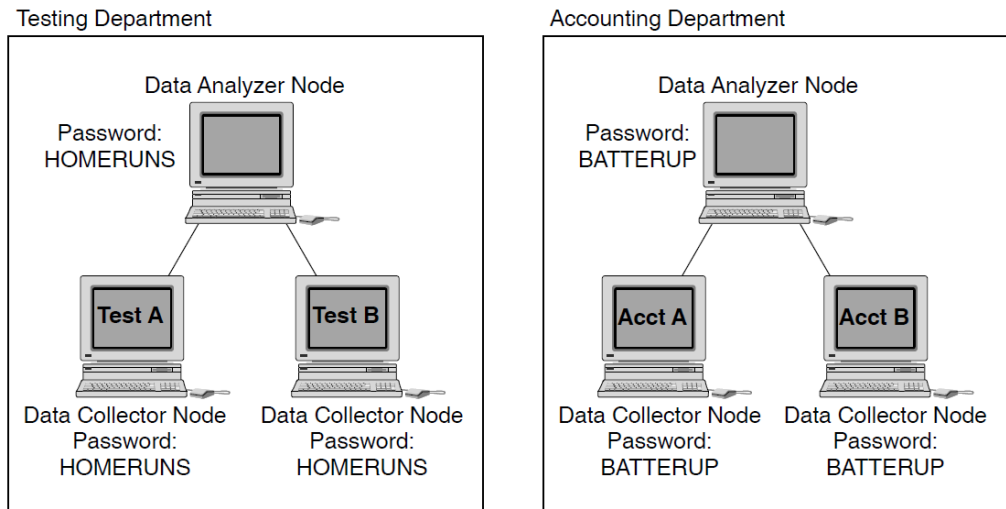 Testing Department
Data Analyzer Node
Password:
HOMERUNS
Test A
Test B
Data Collector Node
Password:
HOMERUNS
Data Collector Node
Password:
HOMERUNS
Accounting Department
Data Analyzer Node
Password:
BATTERUP
Acct A
Acct B
Data Collector Node
Password:
BATTERUP
Data Collector Node
Password:
BATTERUP